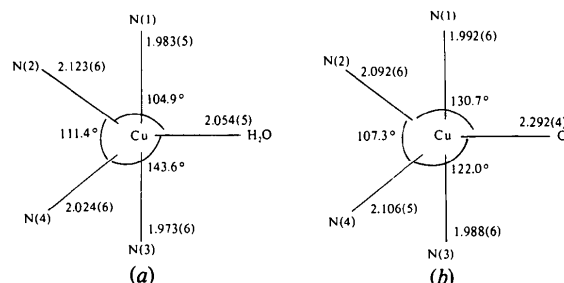 N(1)
1.983(5)
N(2)
2.123(6)
104.9°
2.054(5)
111.4°
Cu
H₂O
143.6°
2.024(6)
N(4)
1.973(6)
N(3)
(a)
N(1)
1.992(6)
N(2)
2.092(6)
130.7°
2.292(4)
107.3°
Cu
122.0°
2.106(5)
N(4)
1.988(6)
N(3)
(b)